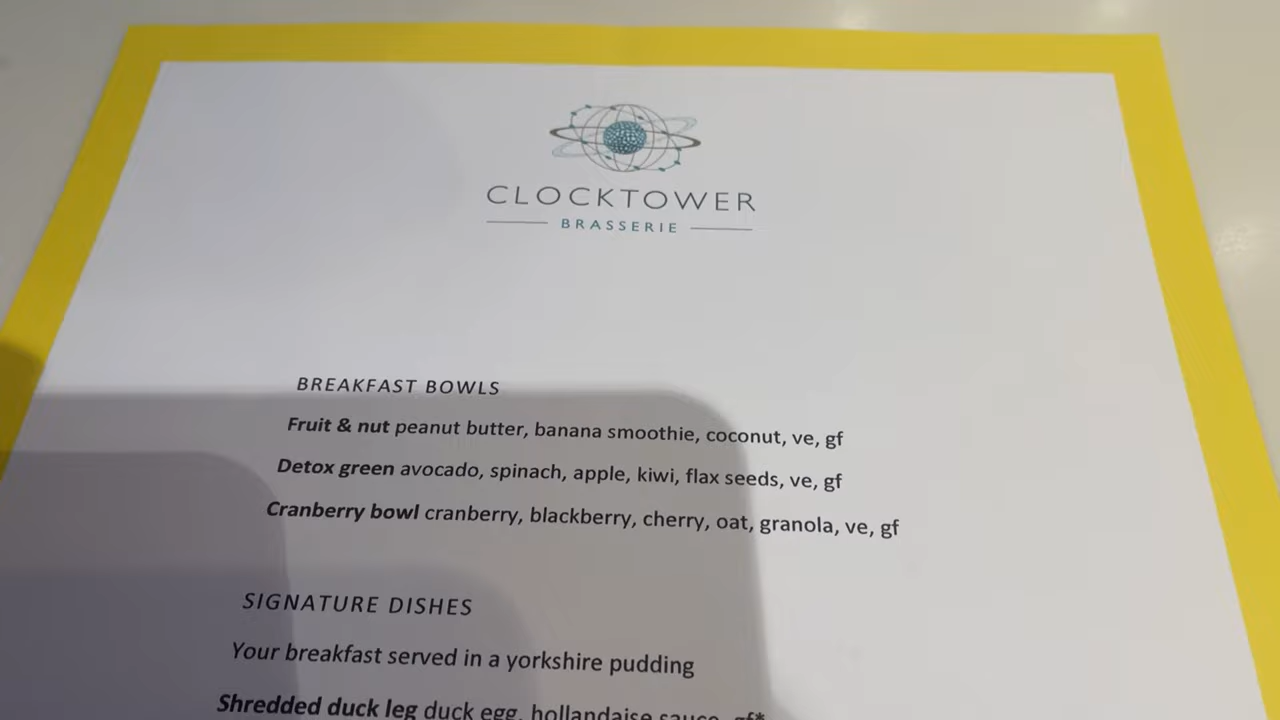 CLOCKTOWER
BRASSERIE
BREAKFAST BOWLS
Fruit & nut peanut butter, banana smoothie, coconut, ve, gf
Detox green avocado, spinach, apple, kiwi, flax seeds, ve, gf
Cranberry bowl cranberry, blackberry, cherry, oat, granola, ve, gf
SIGNATURE DISHES
Your breakfast served in a yorkshire pudding
Shredded duck leg duck egg, hollandaise sauce, gf*